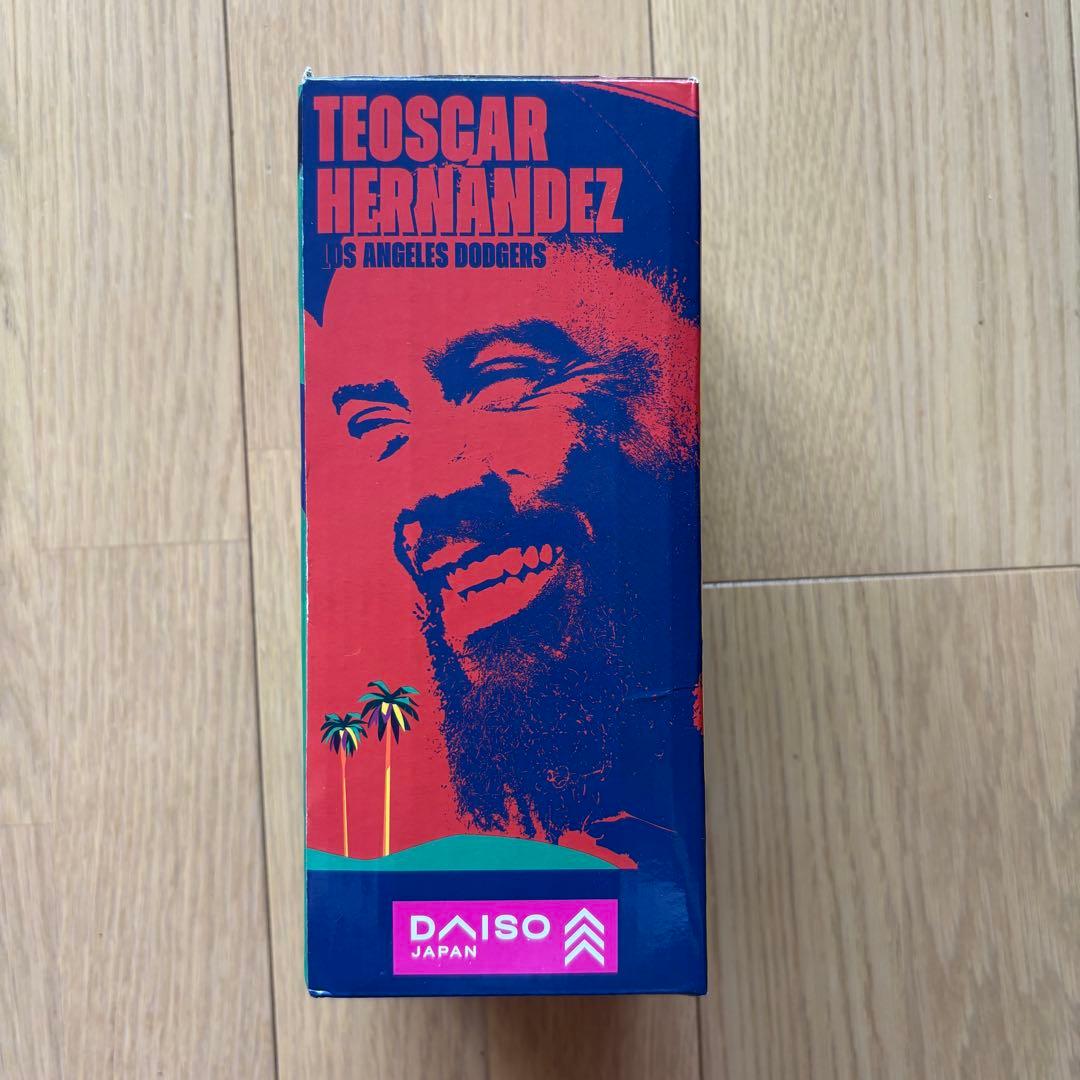 TEOSCAR
HERNÁNDEZ
LOS ANGELES DODGERS
DAISO
JAPAN